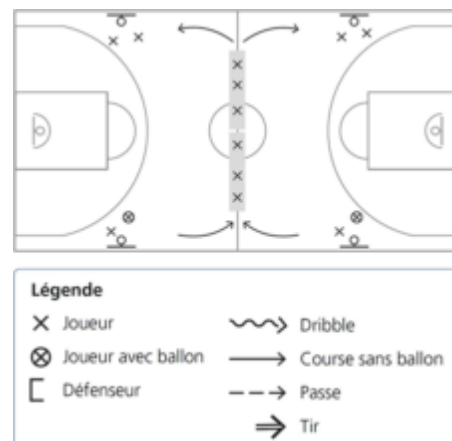 Légende
Joueur
Dribble
Joueur avec ballon
Course sans ballon
Défenseur
Passe
Tir